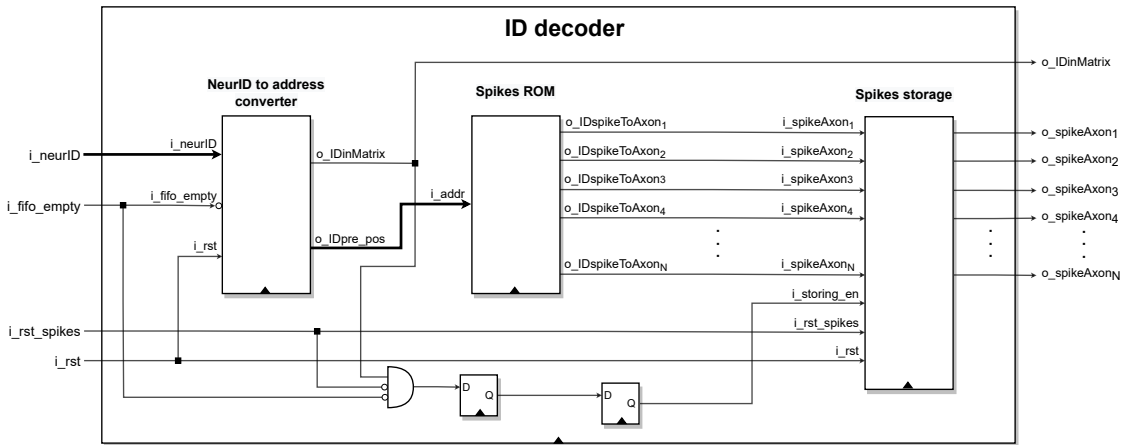 ID decoder
o_IDinMatrix
NeurID to address
converter
Spikes ROM
Spikes storage
i_neurID
i_neurID
o_IDinMatrix
i_fifo_empty
i_fifo_empty
i_rst
o_IDpre_pos
i_addr
o_IDspikeToAxon1
i_spikeAxon1
o_spikeAxon1
o_IDspikeToAxon2
i_spikeAxon2
o_spikeAxon2
o_IDspikeToAxon3
i_spikeAxon3
o_spikeAxon3
o_IDspikeToAxon4
i_spikeAxon4
o_spikeAxon4
o_IDspikeToAxonN
i_spikeAxonN
o_spikeAxonN
i_storing_en
i_rst_spikes
i_rst_spikes
i_rst
i_rst
D
Q
D
Q